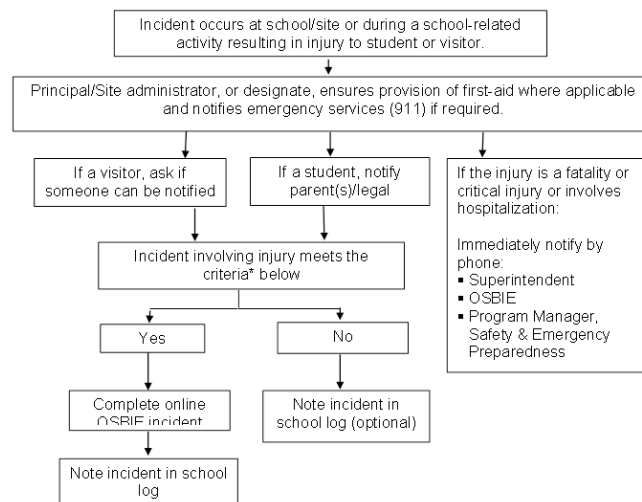 Incident occurs at school/site or during a school-related
activity resulting in injury to student or visitor.
Principal/Site administrator, or designate, ensures provision of first-aid where applicable
and notifies emergency services (911) if required.
If a visitor, ask if
someone can be notified
If a student, notify
parent(s)/legal
If the injury is a fatality or
critical injury or involves
hospitalization:
Immediately notify by
phone:
▪ Superintendent
▪ OSBIE
▪ Program Manager,
Safety & Emergency
Preparedness
Incident involving injury meets the
criteria* below
Yes
No
Complete online
OSBIE incident
Note incident in
school log (optional)
Note incident in school
log